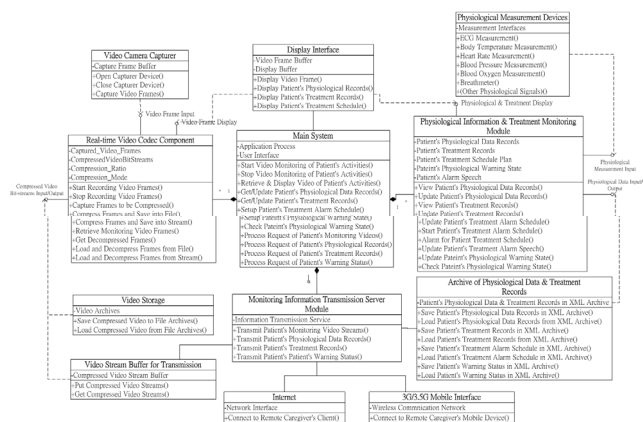 Physiological Measurement Devices
-Measurement Interfaces
+ECG Measurement()
+Body Temperature Measurement()
+Heart Rate Measurement()
+Blood Pressure Measurement()
+Blood Oxygen Measurement()
+Breathmeter()
+(Other Physiological Signals)
Display Interface
-Video Frame Buffer
-Display Buffer
+Display Video Frame()
+Display Patient's Physiological Records()
+Display Patient's Treatment Records()
+Display Patient's Treatment Schedule()
Video Camera Capturer
-Capture Frame Buffer
+Open Capturer Device()
+Close Capturer Device()
+Capture Video Frames()
Video Frame Input
Video Frame Display
Physiological & Treatment Display
Real-time Video Codec Component
-Captured_Video_Frames
-CompressedVideoBitStreams
-Compression_Ratio
-Compression_Mode
+Start Recording Video Frames()
+Stop Recording Video Frames()
+Capture Frames to be Compressed()
+Compress Frames and Save into File()
+Compress Frames and Save into Stream()
+Retrieve Monitoring Video Frames()
+Get Decompressed Frames()
+Load and Decompress Frames from File()
+Load and Decompress Frames from Stream()
Compressed Video
Bit-streams Input/Output
Main System
-Application Process
-User Interface
+Start Video Monitoring of Patient's Activities()
+Stop Video Monitoring of Patient's Activities()
+Retrieve & Display Video of Patient's Activities()
+Get/Update Patient's Physiological Data Records()
+Get/Update Patient's Treatment Records()
+Setup Patient's Treatment Alarm Schedule()
+Setup Patient's Physiological Warning State()
+Check Patient's Physiological Warning State()
+Process Request of Patient's Monitoring Videos()
+Process Request of Patient's Physiological Records()
+Process Request of Patient's Treatment Records()
+Process Request of Patient's Warning Status()
Physiological Information & Treatment Monitoring
Module
-Patient's Physiological Data Records
-Patient's Treatment Records
-Patient's Treatment Schedule Plan
-Patient's Physiological Warning State
-Patient's Alarm Speech
+View Patient's Physiological Data Records()
+Update Patient's Physiological Data Records()
+View Patient's Treatment Records()
+Update Patient's Treatment Records()
+Update Patient's Treatment Alarm Schedule()
+Start Patient's Treatment Alarm Schedule()
+Alarm for Patient Treatment Schedule()
+Update Patient's Treatment Alarm Speech()
+Update Patient's Physiological Warning State()
+Check Patient's Physiological Warning State()
Physiological
Measurement Input
Physiological Data Input/
Output
Video Storage
-Video Archives
+Save Compressed Video to File Archives()
+Load Compressed Video from File Archives()
Video Stream Buffer for Transmission
-Compressed Video Stream Buffer
+Put Compressed Video Streams()
+Get Compressed Video Streams()
Monitoring Information Transmission Server
Module
-Information Transmission Service
+Transmit Patient's Monitoring Video Streams()
+Transmit Patient's Physiological Data Records()
+Transmit Patient's Treatment Records()
+Transmit Patient's Warning Status()
Archive of Physiological Data & Treatment
Records
-Patient's Physiological Data & Treatment Records in XML Archive
+Save Patient's Physiological Data Records in XML Archive()
+Load Patient's Physiological Data Records from XML Archive()
+Save Patient's Treatment Records in XML Archive()
+Load Patient's Treatment Records from XML Archive()
+Save Patient's Treatment Alarm Schedule in XML Archive()
+Load Patient's Treatment Alarm Schedule in XML Archive()
+Save Patient's Warning Status in XML Archive()
+Load Patient's Warning Status in XML Archive()
Internet
-Network Interface
+Connect to Remote Caregiver's Client()
3G/3.5G Mobile Interface
-Wireless Commnication Network
+Connect to Remote Caregiver's Mobile Device()